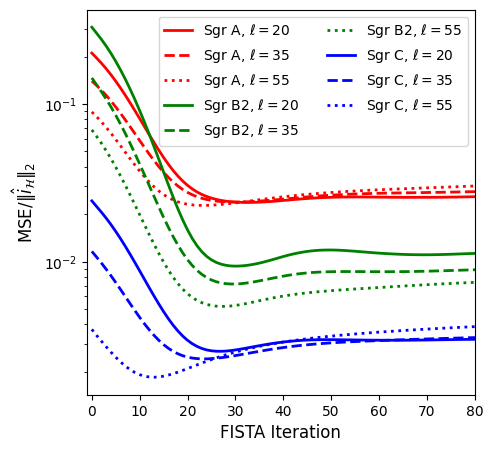 Sgr A, ℓ = 20
Sgr A, ℓ = 35
Sgr A, ℓ = 55
Sgr B2, ℓ = 20
Sgr B2, ℓ = 35
Sgr B2, ℓ = 55
Sgr C, ℓ = 20
Sgr C, ℓ = 35
Sgr C, ℓ = 55
10⁻¹
10⁻²
MSE/‖î_ℋ‖₂
0 10 20 30 40 50 60 70 80
FISTA Iteration